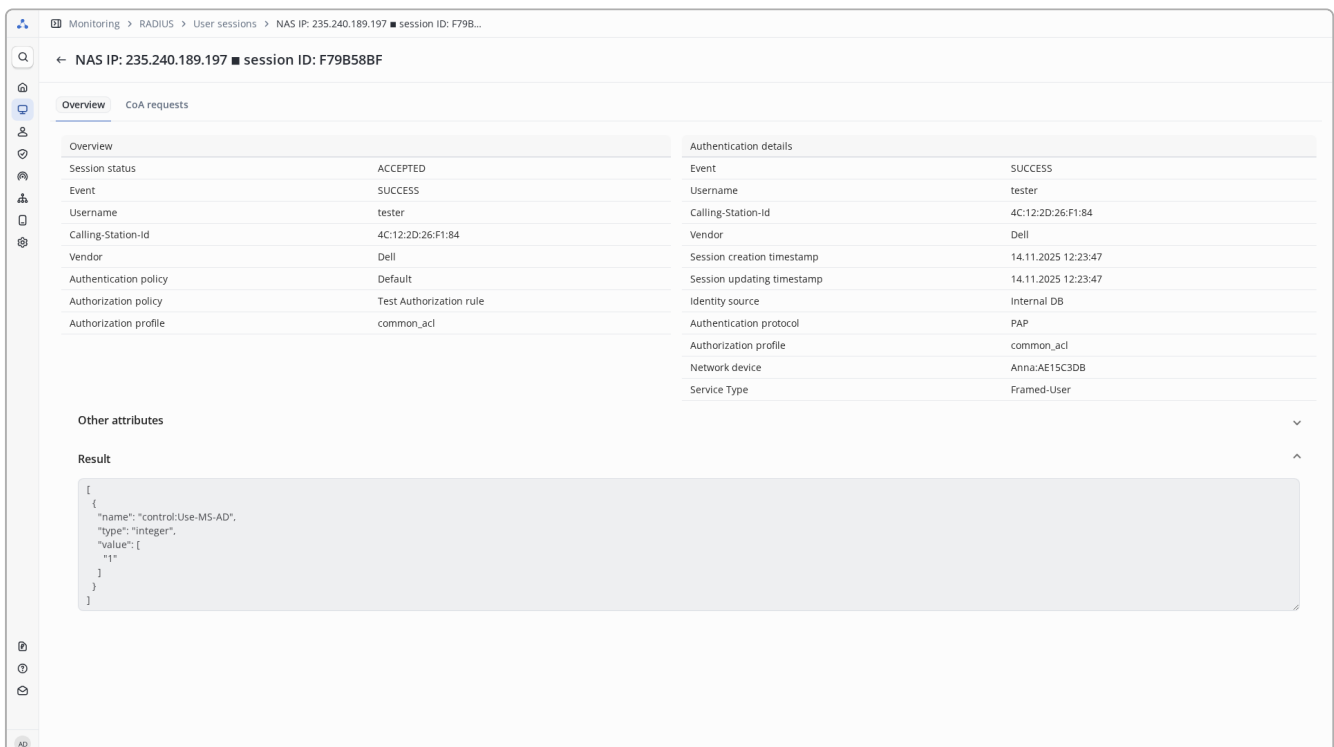 Monitoring > RADIUS > User sessions > NAS IP: 235.240.189.197 ■ session ID: F79B...
← NAS IP: 235.240.189.197 ■ session ID: F79B58BF
Overview CoA requests
Overview
Session status ACCEPTED
Event SUCCESS
Username tester
Calling-Station-Id 4C:12:2D:26:F1:84
Vendor Dell
Authentication policy Default
Authorization policy Test Authorization rule
Authorization profile common_acl
Authentication details
Event SUCCESS
Username tester
Calling-Station-Id 4C:12:2D:26:F1:84
Vendor Dell
Session creation timestamp 14.11.2025 12:23:47
Session updating timestamp 14.11.2025 12:23:47
Identity source Internal DB
Authentication protocol PAP
Authorization profile common_acl
Network device Anna:AE15C3DB
Service Type Framed-User
Other attributes
Result
[
{
"name": "control:Use-MS-AD",
"type": "integer",
"value": [
"1"
]
}
]
AD